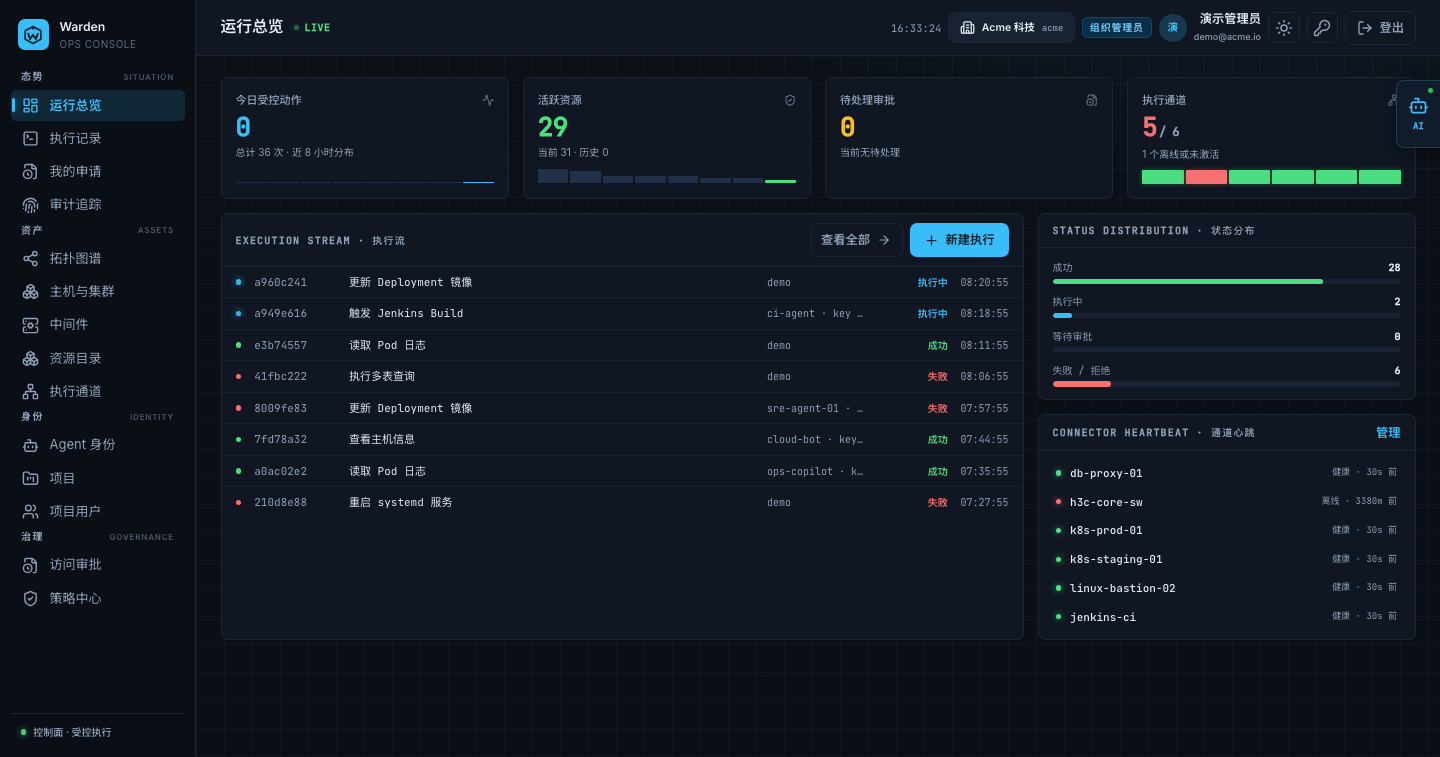 Warden
OPS CONSOLE
态势 SITUATION
运行总览
执行记录
我的申请
审计追踪
资产 ASSETS
拓扑图谱
主机与集群
中间件
资源目录
执行通道
身份 IDENTITY
Agent 身份
项目
项目用户
治理 GOVERNANCE
访问审批
策略中心
控制面 · 受控执行
运行总览 LIVE
16:33:24
Acme 科技 acme
组织管理员
演
演示管理员
demo@acme.io
登出
今日受控动作
0
总计 36 次 · 近 8 小时分布
活跃资源
29
当前 31 · 历史 0
待处理审批
0
当前无待处理
执行通道
5 / 6
1 个离线或未激活
AI
EXECUTION STREAM · 执行流
查看全部
新建执行
a960c241 更新 Deployment 镜像 demo 执行中 08:20:55
a949e616 触发 Jenkins Build ci-agent · key … 执行中 08:18:55
e3b74557 读取 Pod 日志 demo 成功 08:11:55
41fbc222 执行多表查询 demo 失败 08:06:55
8009fe83 更新 Deployment 镜像 sre-agent-01 · … 失败 07:57:55
7fd78a32 查看主机信息 cloud-bot · key… 成功 07:44:55
a0ac02e2 读取 Pod 日志 ops-copilot · k… 成功 07:35:55
210d8e88 重启 systemd 服务 demo 失败 07:27:55
STATUS DISTRIBUTION · 状态分布
成功 28
执行中 2
等待审批 0
失败 / 拒绝 6
CONNECTOR HEARTBEAT · 通道心跳 管理
db-proxy-01 健康 · 30s 前
h3c-core-sw 离线 · 3380m 前
k8s-prod-01 健康 · 30s 前
k8s-staging-01 健康 · 30s 前
linux-bastion-02 健康 · 30s 前
jenkins-ci 健康 · 30s 前